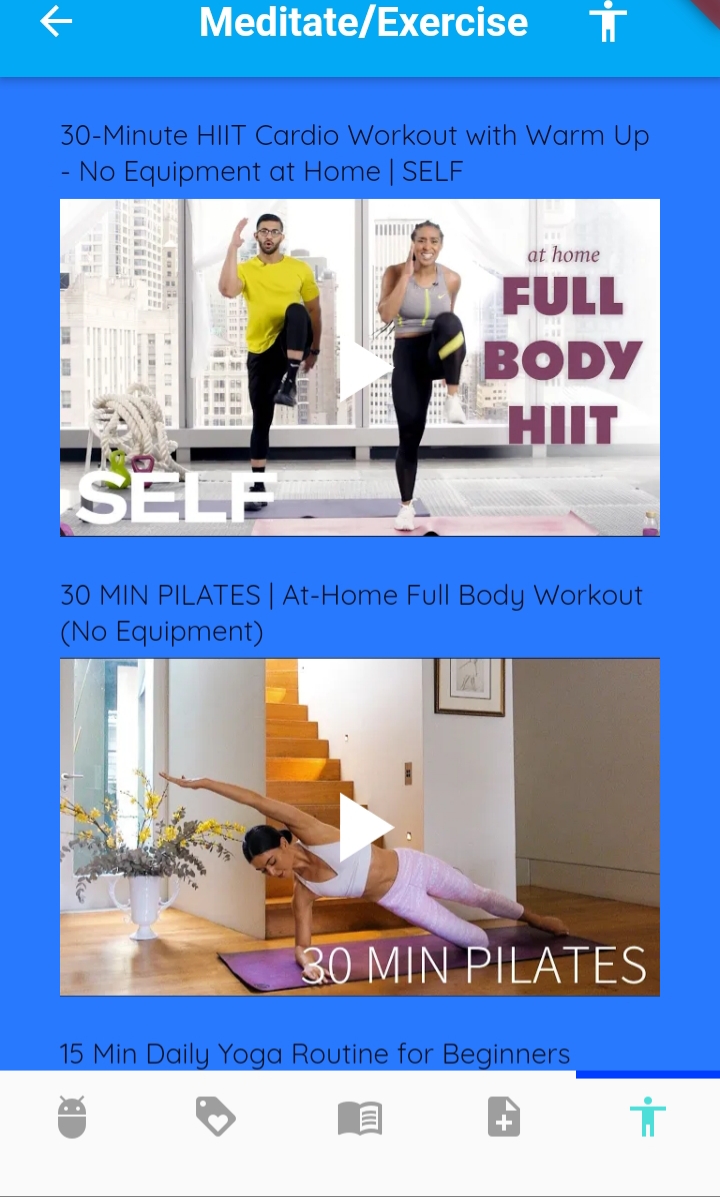 Meditate/Exercise
30-Minute HIIT Cardio Workout with Warm Up
- No Equipment at Home | SELF
at home
FULL
BODY
HIIT
SELF
30 MIN PILATES | At-Home Full Body Workout
(No Equipment)
30 MIN PILATES
15 Min Daily Yoga Routine for Beginners